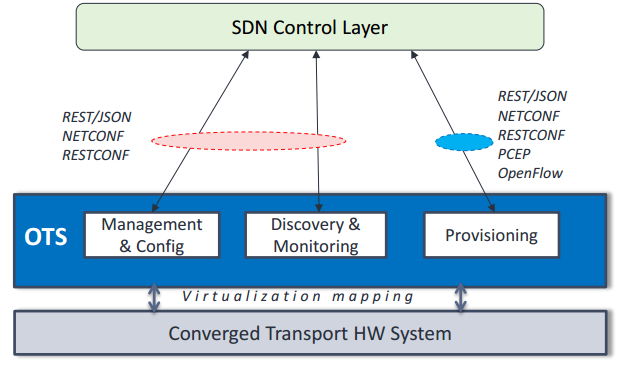 SDN Control Layer
REST/JSON
NETCONF
RESTCONF
REST/JSON
NETCONF
RESTCONF
PCEP
OpenFlow
OTS
Management
& Config
Discovery &
Monitoring
Provisioning
Virtualization mapping
Converged Transport HW System